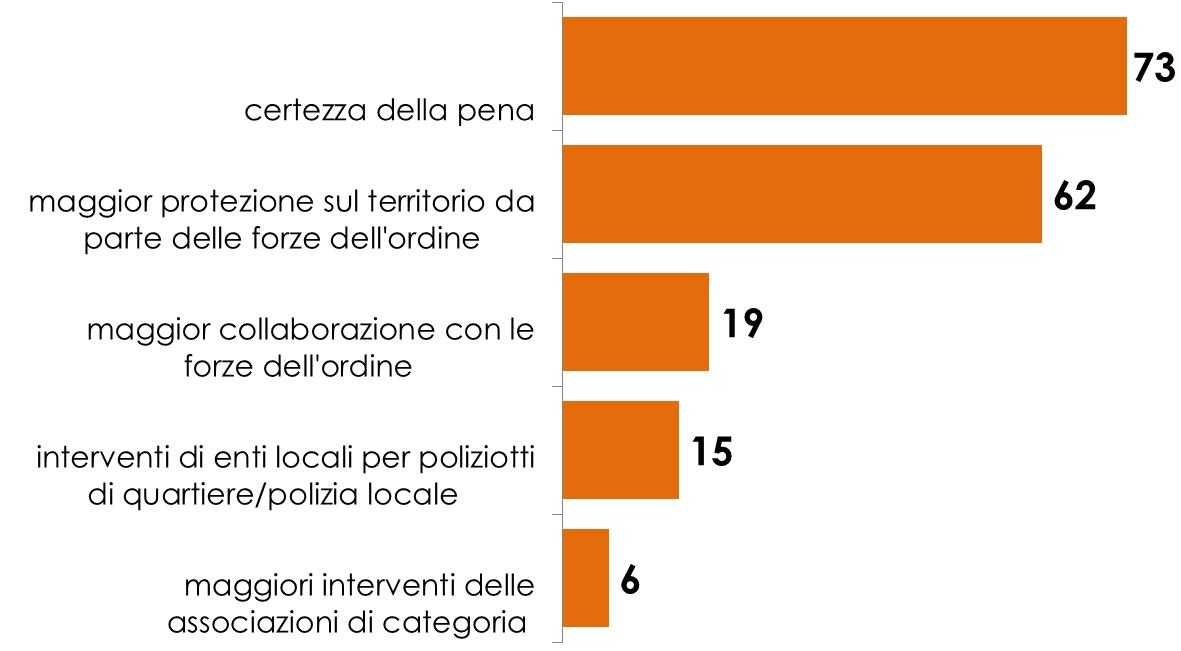 certezza della pena
73
maggior protezione sul territorio da
parte delle forze dell'ordine
62
maggior collaborazione con le
forze dell'ordine
19
interventi di enti locali per poliziotti
di quartiere/polizia locale
15
maggiori interventi delle
associazioni di categoria
6